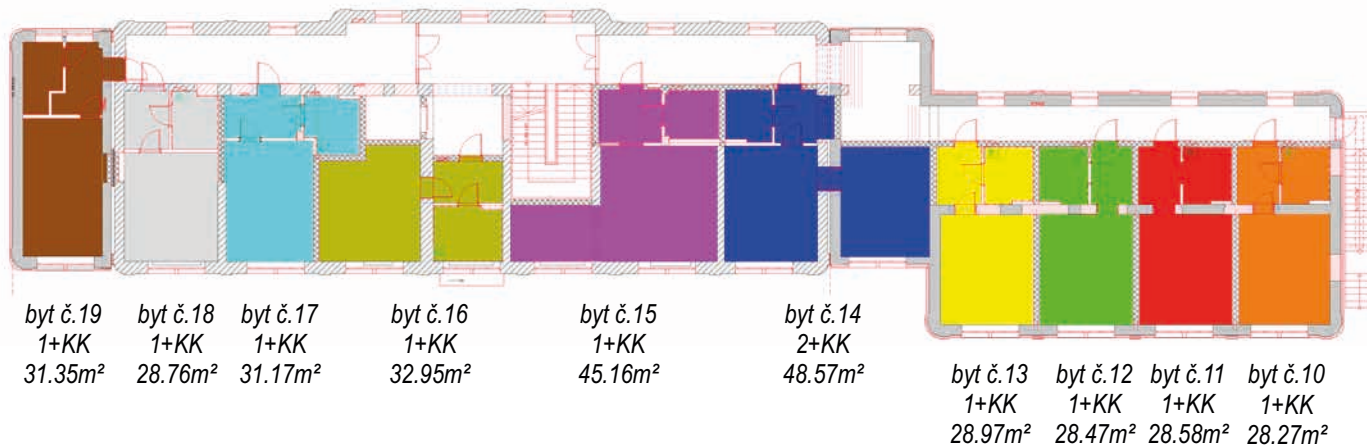 byt č.19
1+KK
31.35m²
byt č.18
1+KK
28.76m²
byt č.17
1+KK
31.17m²
byt č.16
1+KK
32.95m²
byt č.15
1+KK
45.16m²
byt č.14
2+KK
48.57m²
byt č.13
1+KK
28.97m²
byt č.12
1+KK
28.47m²
byt č.11
1+KK
28.58m²
byt č.10
1+KK
28.27m²